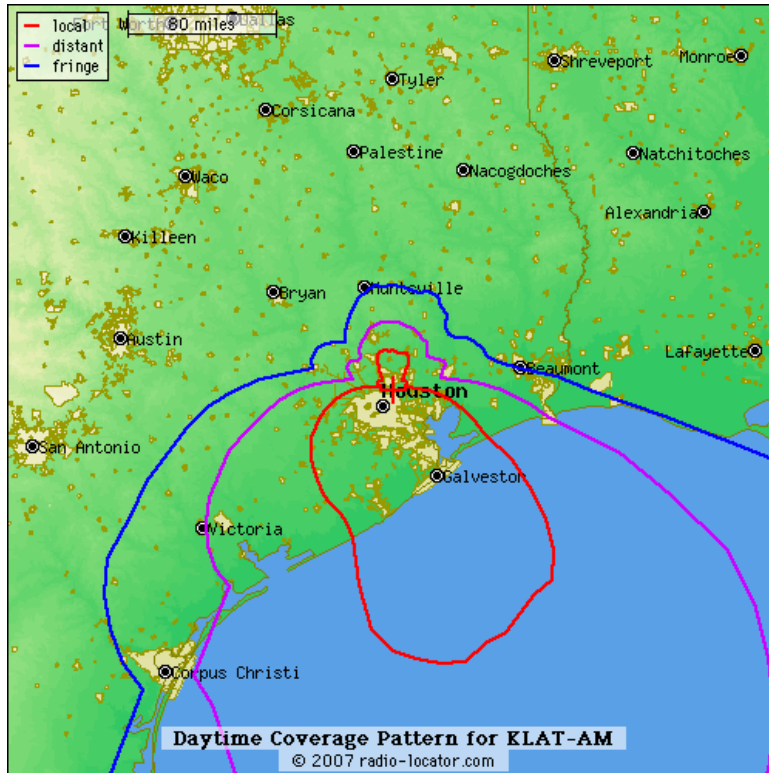 local
distant
fringe
80 miles
Fort Worth
Dallas
Tyler
Shreveport
Monroe
Corsicana
Palestine
Nacogdoches
Natchitoches
Waco
Alexandria
Killeen
Bryan
Huntsville
Austin
Beaumont
Lafayette
Houston
San Antonio
Galveston
Victoria
Corpus Christi
Daytime Coverage Pattern for KLAT-AM
© 2007 radio-locator.com